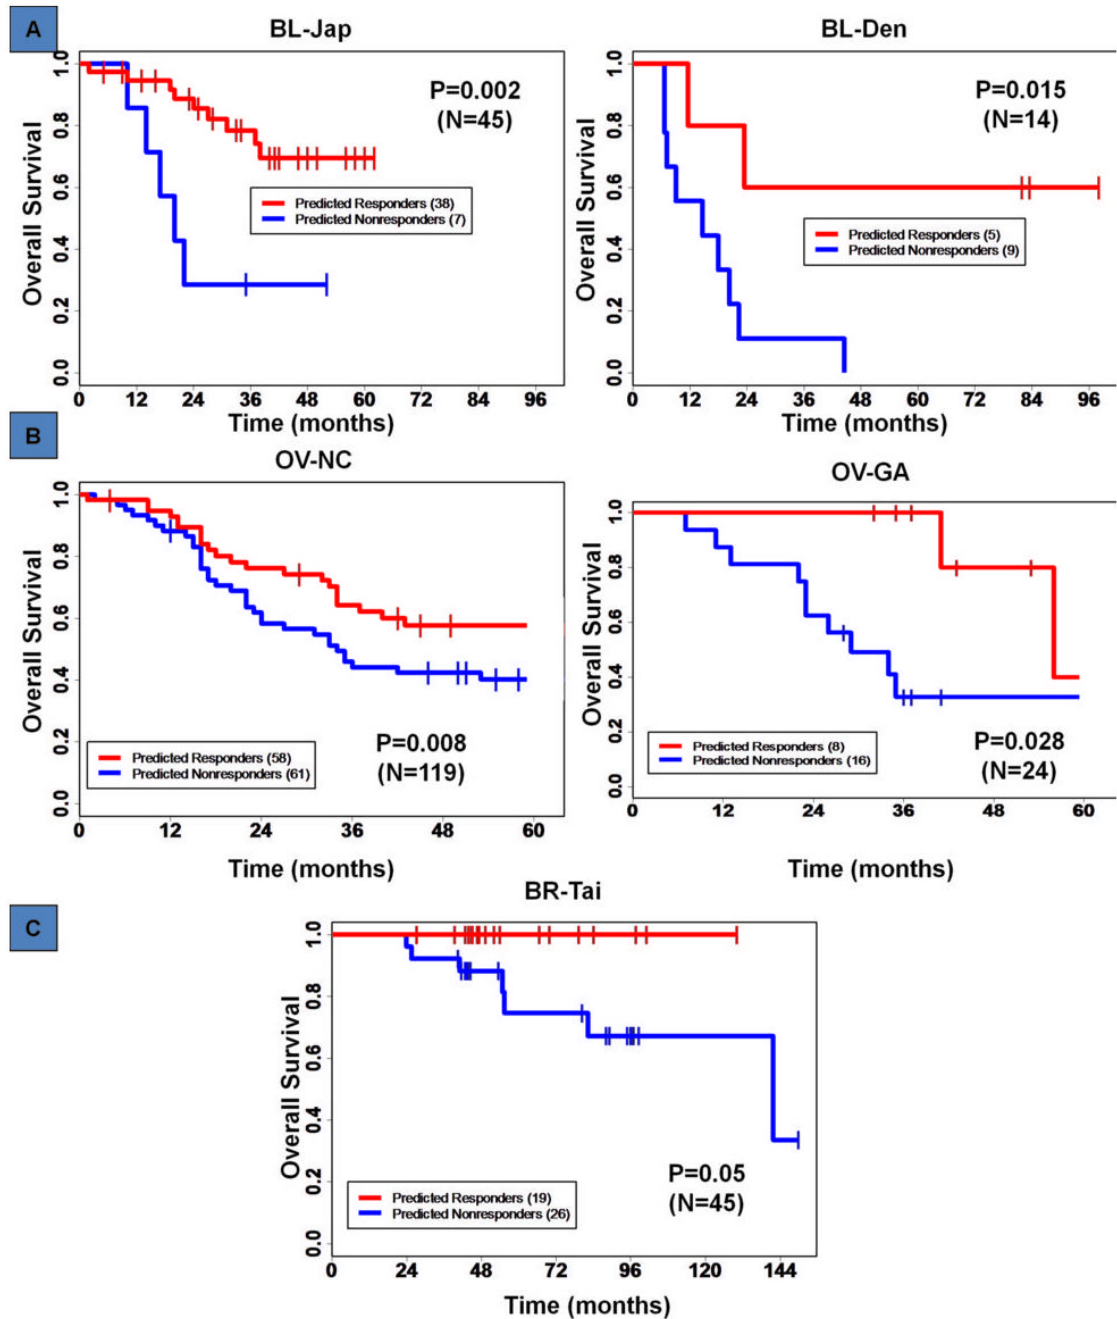 A
BL-Jap
BL-Den
Overall Survival
0.0 0.2 0.4 0.6 0.8 1.0
P=0.002
(N=45)
Predicted Responders (38)
Predicted Nonresponders (7)
0 12 24 36 48 60 72 84 96
Time (months)
Overall Survival
0.0 0.2 0.4 0.6 0.8 1.0
P=0.015
(N=14)
Predicted Responders (5)
Predicted Nonresponders (9)
0 12 24 36 48 60 72 84 96
Time (months)
B
OV-NC
OV-GA
Overall Survival
0.0 0.2 0.4 0.6 0.8 1.0
P=0.008
(N=119)
Predicted Responders (58)
Predicted Nonresponders (61)
0 12 24 36 48 60
Time (months)
Overall Survival
0.0 0.2 0.4 0.6 0.8 1.0
P=0.028
(N=24)
Predicted Responders (8)
Predicted Nonresponders (16)
0 12 24 36 48 60
Time (months)
C
BR-Tai
Overall Survival
0.0 0.2 0.4 0.6 0.8 1.0
P=0.05
(N=45)
Predicted Responders (19)
Predicted Nonresponders (26)
0 24 48 72 96 120 144
Time (months)